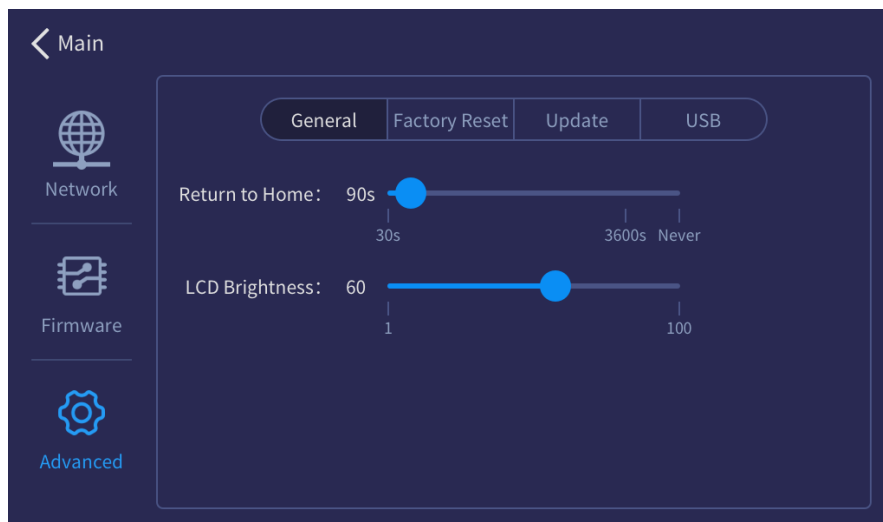 Main
Network
Firmware
Advanced
General Factory Reset Update USB
Return to Home: 90s
30s 3600s Never
LCD Brightness: 60
1 100